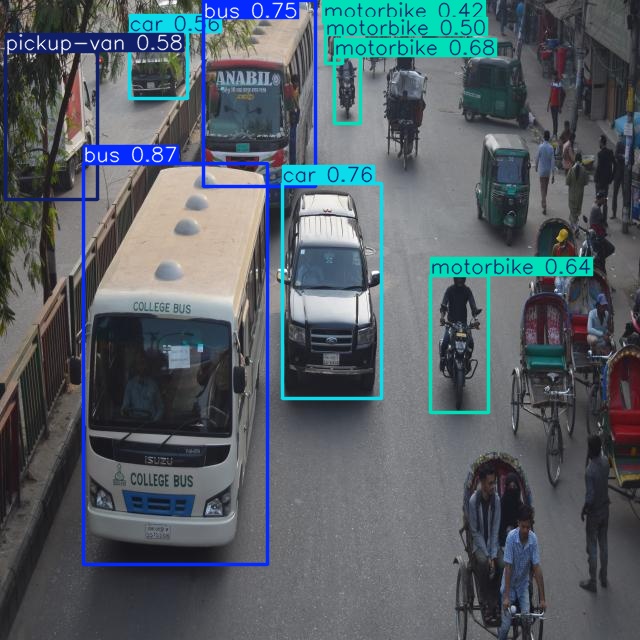 motorbike 0.42
bus 0.75
car 0.56
motorbike 0.50
pickup-van 0.58
motorbike 0.68
ANABIL
bus 0.87
car 0.76
motorbike 0.64
COLLEGE BUS
ISUZU
COLLEGE BUS